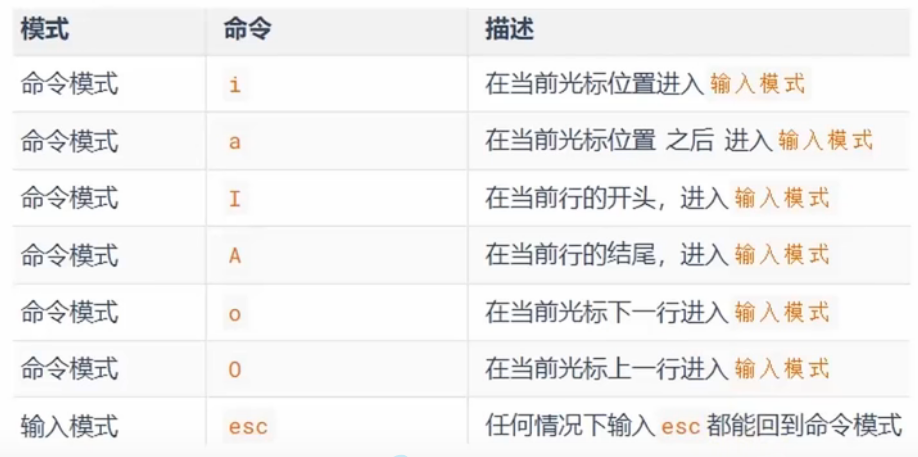 模式 命令 描述
命令模式 i 在当前光标位置进入 输入模式
命令模式 a 在当前光标位置 之后 进入 输入模式
命令模式 I 在当前行的开头，进入 输入模式
命令模式 A 在当前行的结尾，进入 输入模式
命令模式 o 在当前光标下一行进入 输入模式
命令模式 O 在当前光标上一行进入 输入模式
输入模式 esc 任何情况下输入 esc 都能回到命令模式